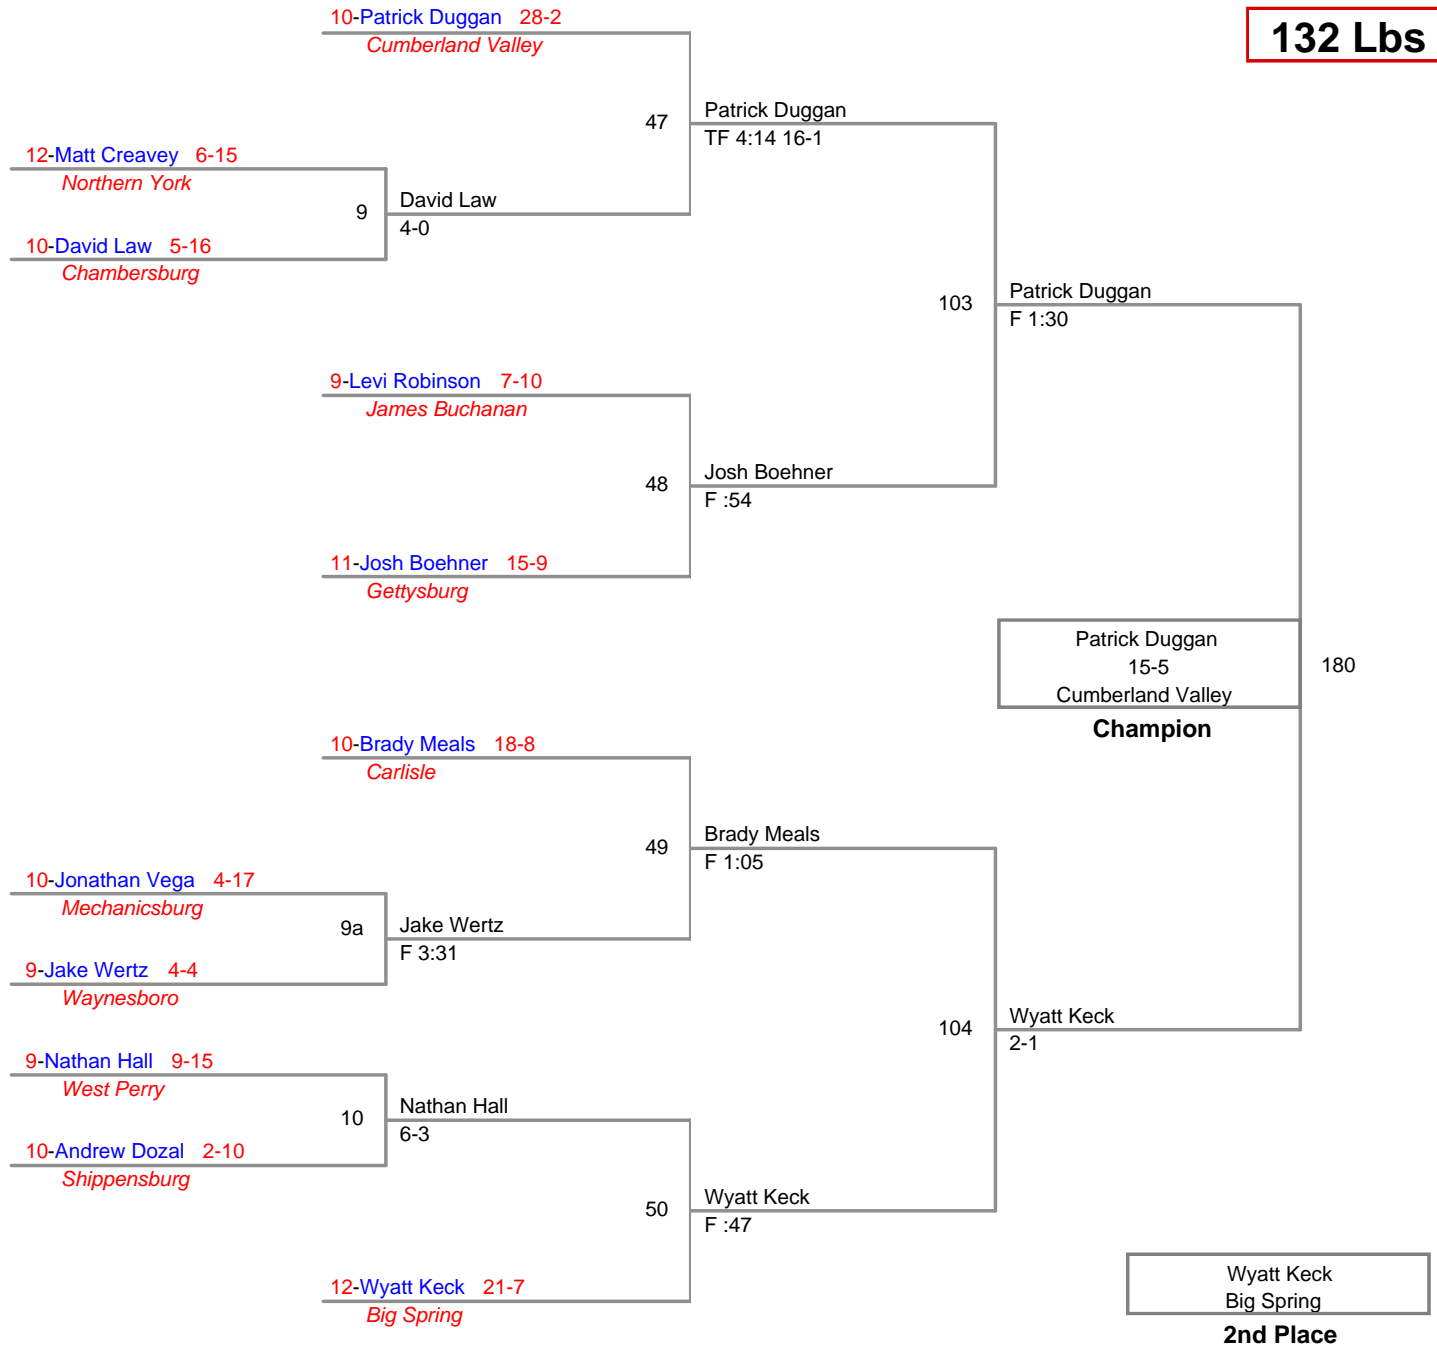 10-Patrick Duggan 28-2
Cumberland Valley
132 Lbs
47
Patrick Duggan
TF 4:14 16-1
12-Matt Creavey 6-15
Northern York
9
David Law
4-0
10-David Law 5-16
Chambersburg
103
Patrick Duggan
F 1:30
9-Levi Robinson 7-10
James Buchanan
48
Josh Boehner
F :54
11-Josh Boehner 15-9
Gettysburg
Patrick Duggan
15-5
Cumberland Valley
Champion
180
10-Brady Meals 18-8
Carlisle
49
Brady Meals
F 1:05
10-Jonathan Vega 4-17
Mechanicsburg
9a
Jake Wertz
F 3:31
9-Jake Wertz 4-4
Waynesboro
104
Wyatt Keck
2-1
9-Nathan Hall 9-15
West Perry
10
Nathan Hall
6-3
10-Andrew Dozal 2-10
Shippensburg
50
Wyatt Keck
F :47
12-Wyatt Keck 21-7
Big Spring
Wyatt Keck
Big Spring
2nd Place